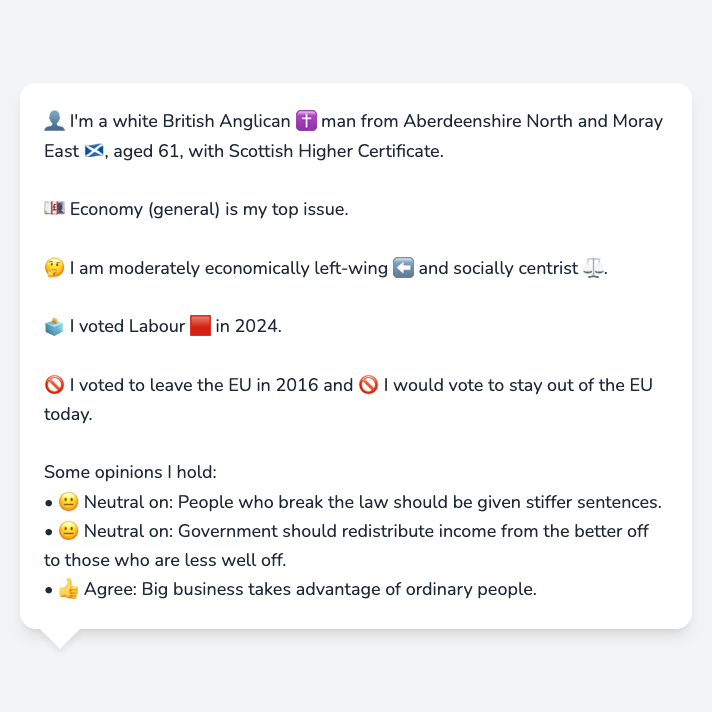 👤 I'm a white British Anglican ✝️ man from Aberdeenshire North and Moray
East 🏴󠁧󠁢󠁳󠁣󠁴󠁿, aged 61, with Scottish Higher Certificate.
💷 Economy (general) is my top issue.
🤔 I am moderately economically left-wing ⬅️ and socially centrist ⚖️.
🗳️ I voted Labour 🟥 in 2024.
🚫 I voted to leave the EU in 2016 and 🚫 I would vote to stay out of the EU
today.
Some opinions I hold:
• 😐 Neutral on: People who break the law should be given stiffer sentences.
• 😐 Neutral on: Government should redistribute income from the better off
to those who are less well off.
• 👍 Agree: Big business takes advantage of ordinary people.